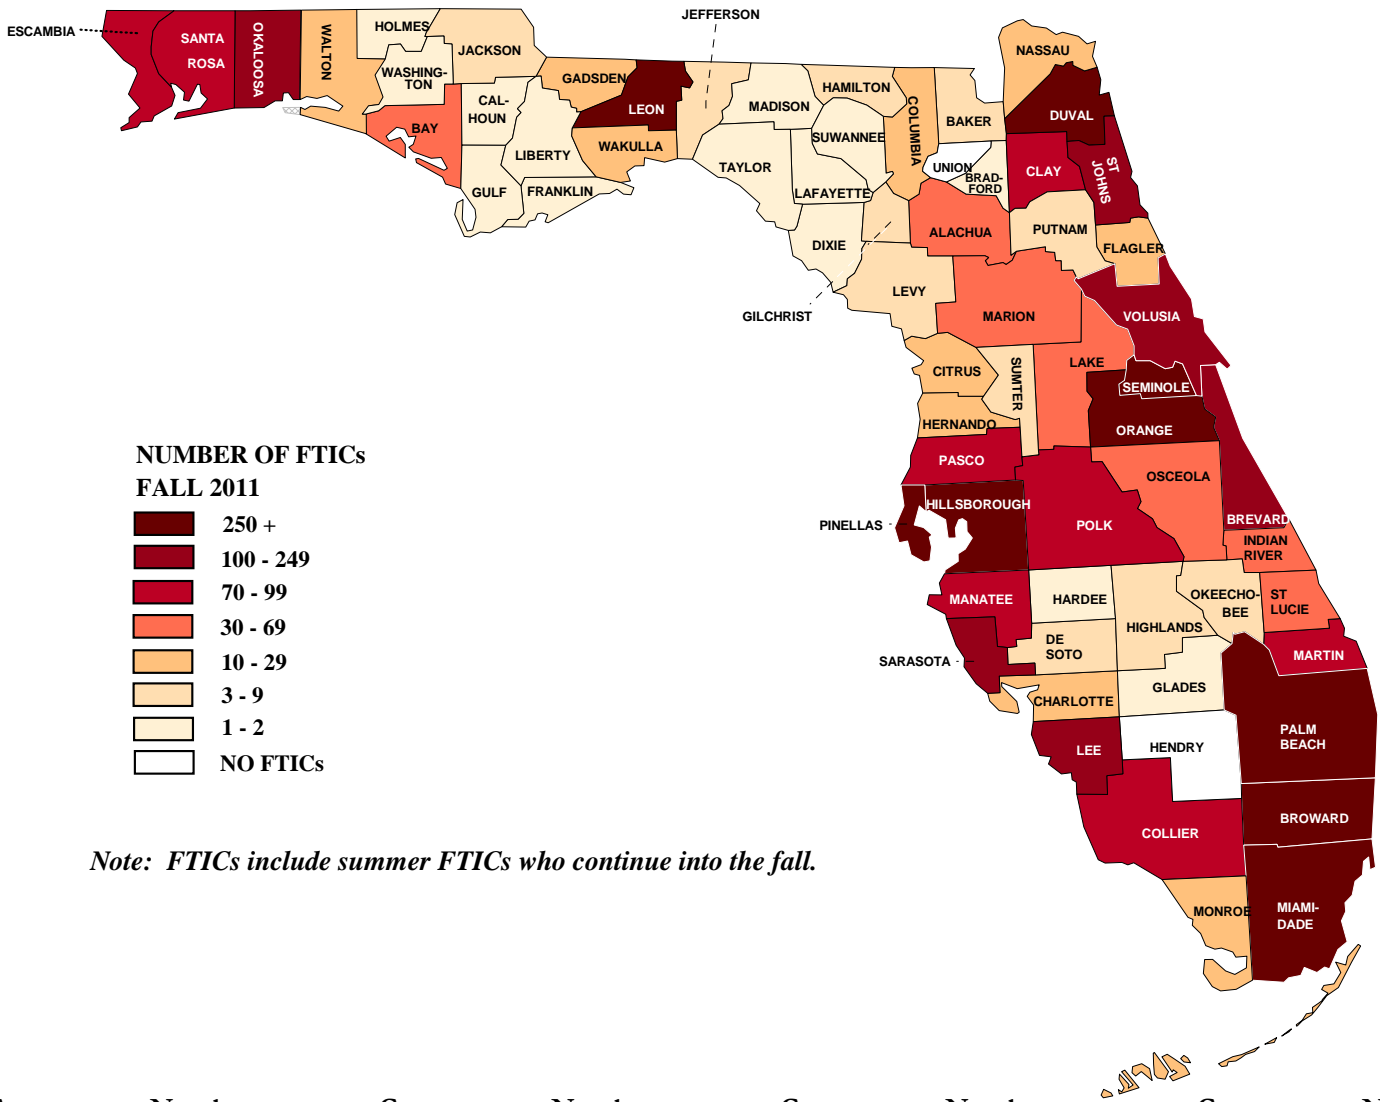 JEFFERSON
ESCAMBIA
SANTA
ROSA
OKALOOSA
WALTON
HOLMES
JACKSON
WASHING-
TON
GADSDEN
LEON
BAY
CAL-
HOUN
LIBERTY
WAKULLA
GULF
FRANKLIN
MADISON
HAMILTON
SUWANNEE
TAYLOR
LAFAYETTE
DIXIE
COLUMBIA
BAKER
NASSAU
DUVAL
UNION
BRAD-
FORD
CLAY
ST
JOHNS
ALACHUA
PUTNAM
FLAGLER
LEVY
GILCHRIST
MARION
VOLUSIA
CITRUS
SUMTER
LAKE
SEMINOLE
HERNANDO
ORANGE
PASCO
OSCEOLA
PINELLAS
HILLSBOROUGH
POLK
BREVARD
INDIAN
RIVER
MANATEE
HARDEE
OKEECHO-
BEE
ST
LUCIE
HIGHLANDS
DE
SOTO
SARASOTA
MARTIN
GLADES
CHARLOTTE
LEE
HENDRY
PALM
BEACH
BROWARD
COLLIER
MONROE
MIAMI-
DADE
NUMBER OF FTICs
FALL 2011
250 +
100 - 249
70 - 99
30 - 69
10 - 29
3 - 9
1 - 2
NO FTICs
Note: FTICs include summer FTICs who continue into the fall.